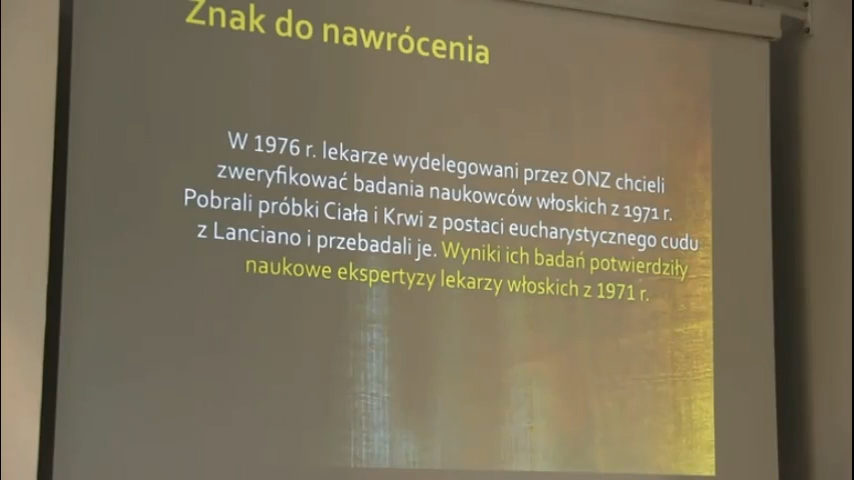 Znak do nawrócenia
W 1976 r. lekarze wydelegowani przez ONZ chcieli
zweryfikować badania naukowców włoskich z 1971 r.
Pobrali próbki Ciała i Krwi z postaci eucharystycznego cudu
z Lanciano i przebadali je. Wyniki ich badań potwierdziły
naukowe ekspertyzy lekarzy włoskich z 1971 r.